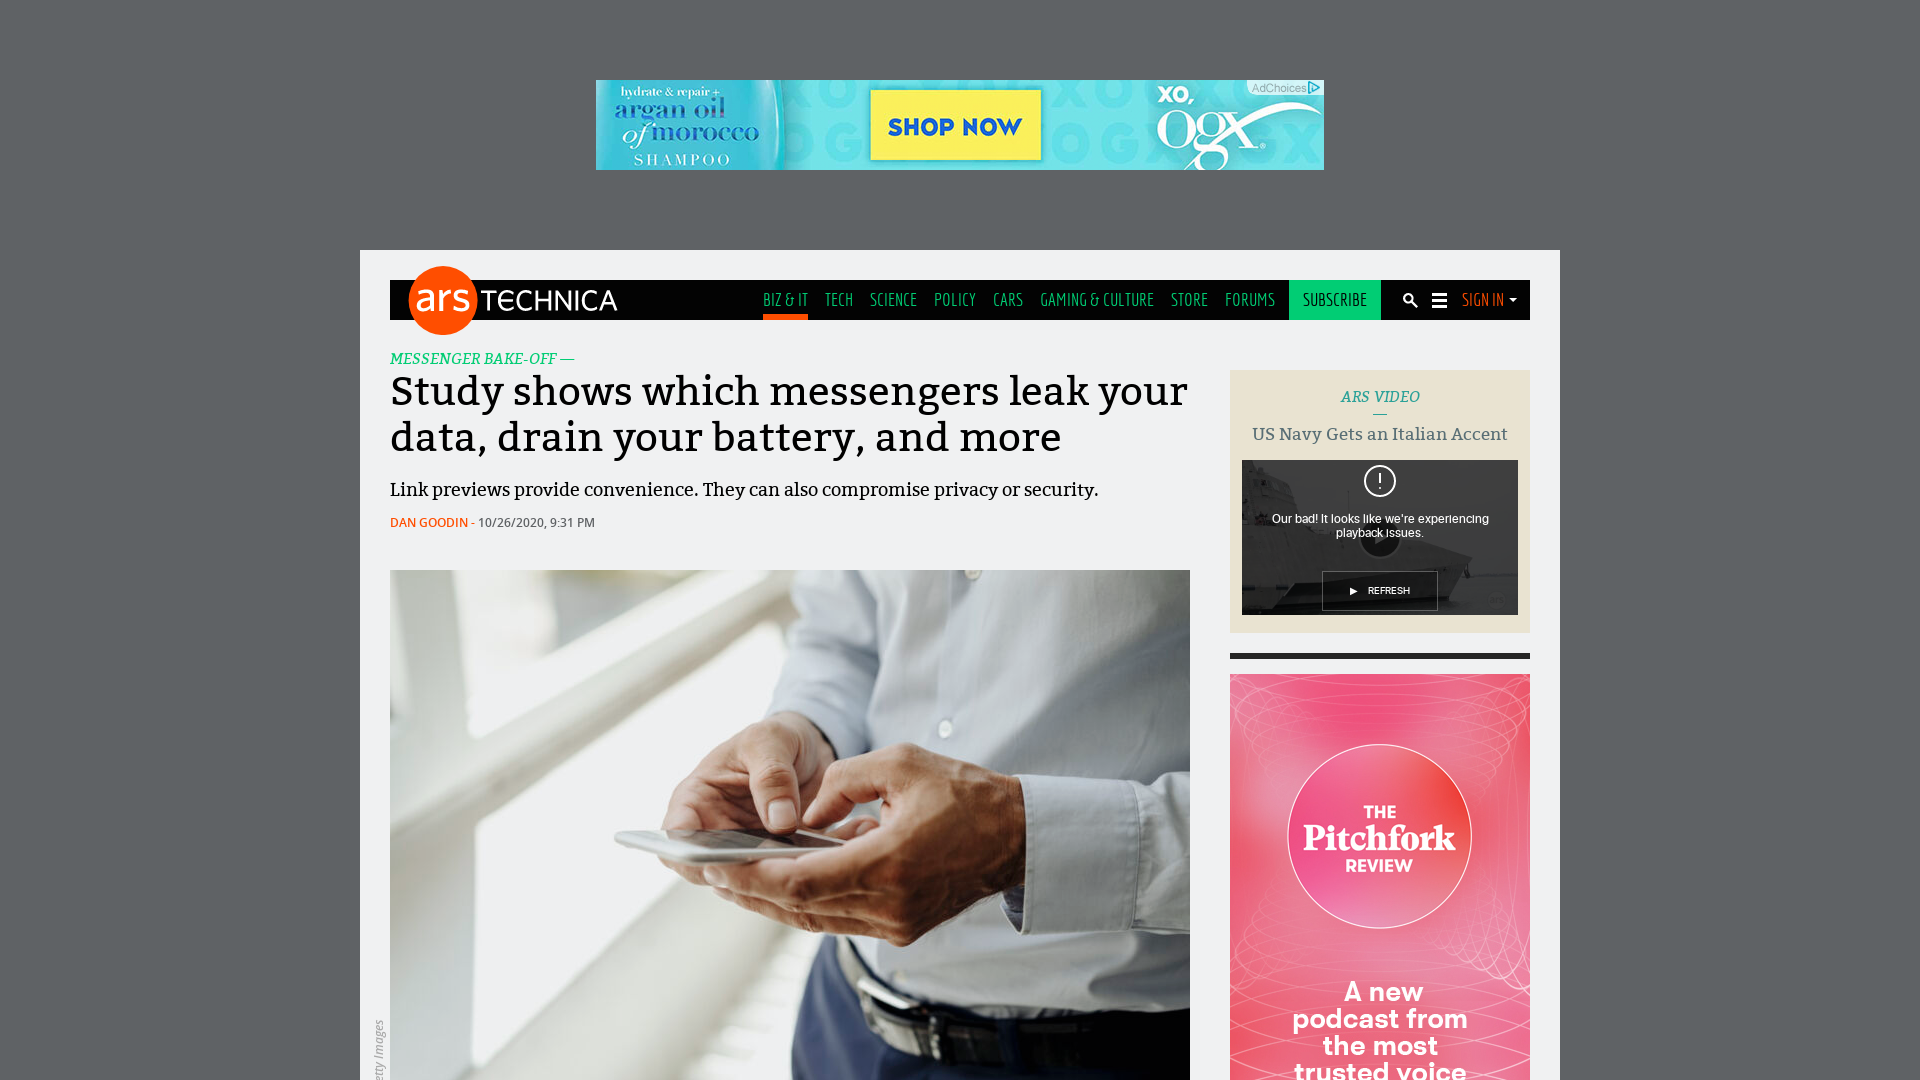 hydrate & repair +
argan oil
of morocco
SHAMPOO
SHOP NOW
XO,
OGX®
AdChoices
ars TECHNICA
BIZ & IT TECH SCIENCE POLICY CARS GAMING & CULTURE STORE FORUMS SUBSCRIBE SIGN IN
MESSENGER BAKE-OFF —
Study shows which messengers leak your
data, drain your battery, and more
Link previews provide convenience. They can also compromise privacy or security.
DAN GOODIN - 10/26/2020, 9:31 PM
ARS VIDEO
—
US Navy Gets an Italian Accent
Our bad! It looks like we're experiencing
playback issues.
REFRESH
Images
THE
Pitchfork
REVIEW
A new
podcast from
the most
trusted voice